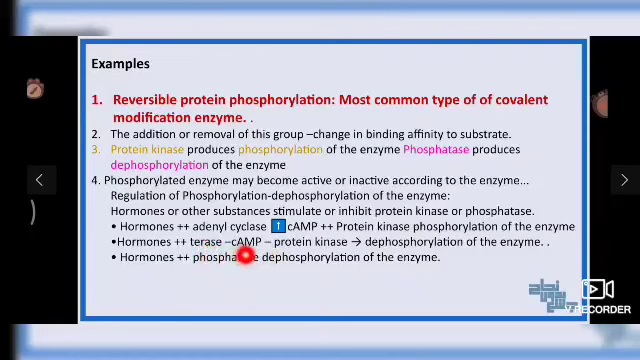 Examples
1. Reversible protein phosphorylation: Most common type of of covalent
modification enzyme. .
2. The addition or removal of this group –change in binding affinity to substrate.
3. Protein kinase produces phosphorylation of the enzyme Phosphatase produces
dephosphorylation of the enzyme
4. Phosphorylated enzyme may become active or inactive according to the enzyme...
Regulation of Phosphorylation-dephosphorylation of the enzyme:
Hormones or other substances stimulate or inhibit protein kinase or phosphatase.
• Hormones ++ adenyl cyclase ↑ cAMP ++ Protein kinase phosphorylation of the enzyme
•Hormones ++ terase –cAMP – protein kinase → dephosphorylation of the enzyme. .
• Hormones ++ dephosphorylation of the enzyme.
RECORDER